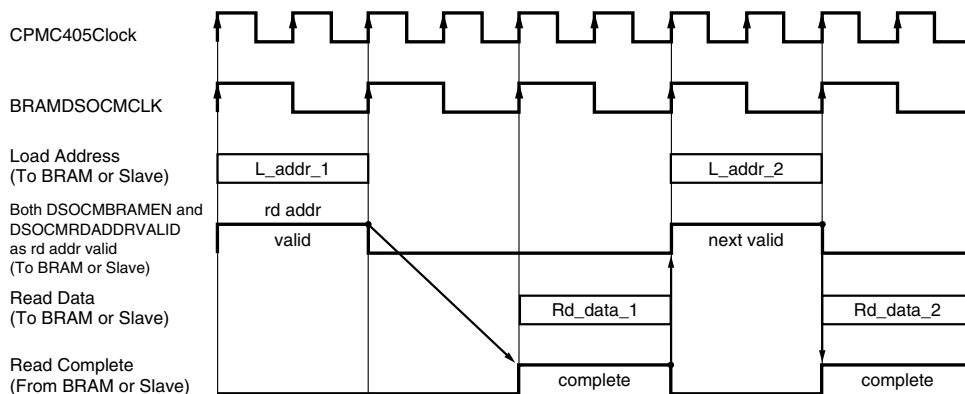 CPMC405Clock
BRAMDSOCMCLK
Load Address
(To BRAM or Slave)
L_addr_1
L_addr_2
Both DSOCMBRAMEN and
DSOCMRDADDRVALID
as rd addr valid
(To BRAM or Slave)
rd addr
valid
next valid
Read Data
(To BRAM or Slave)
Rd_data_1
Rd_data_2
Read Complete
(From BRAM or Slave)
complete
complete